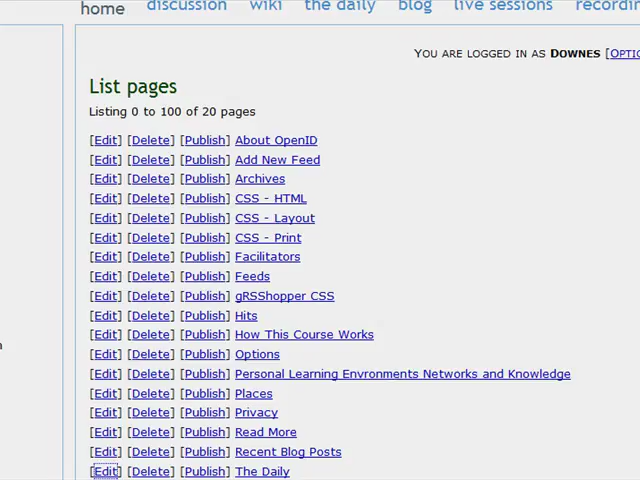 home discussion wiki the daily blog live sessions
YOU ARE LOGGED IN AS DOWNES
List pages
Listing 0 to 100 of 20 pages
[Edit] [Delete] [Publish] About OpenID
[Edit] [Delete] [Publish] Add New Feed
[Edit] [Delete] [Publish] Archives
[Edit] [Delete] [Publish] CSS - HTML
[Edit] [Delete] [Publish] CSS - Layout
[Edit] [Delete] [Publish] CSS - Print
[Edit] [Delete] [Publish] Facilitators
[Edit] [Delete] [Publish] Feeds
[Edit] [Delete] [Publish] gRSShopper CSS
[Edit] [Delete] [Publish] Hits
[Edit] [Delete] [Publish] How This Course Works
[Edit] [Delete] [Publish] Options
[Edit] [Delete] [Publish] Personal Learning Envronments Networks and Knowledge
[Edit] [Delete] [Publish] Places
[Edit] [Delete] [Publish] Privacy
[Edit] [Delete] [Publish] Read More
[Edit] [Delete] [Publish] Recent Blog Posts
[Edit] [Delete] [Publish] The Daily